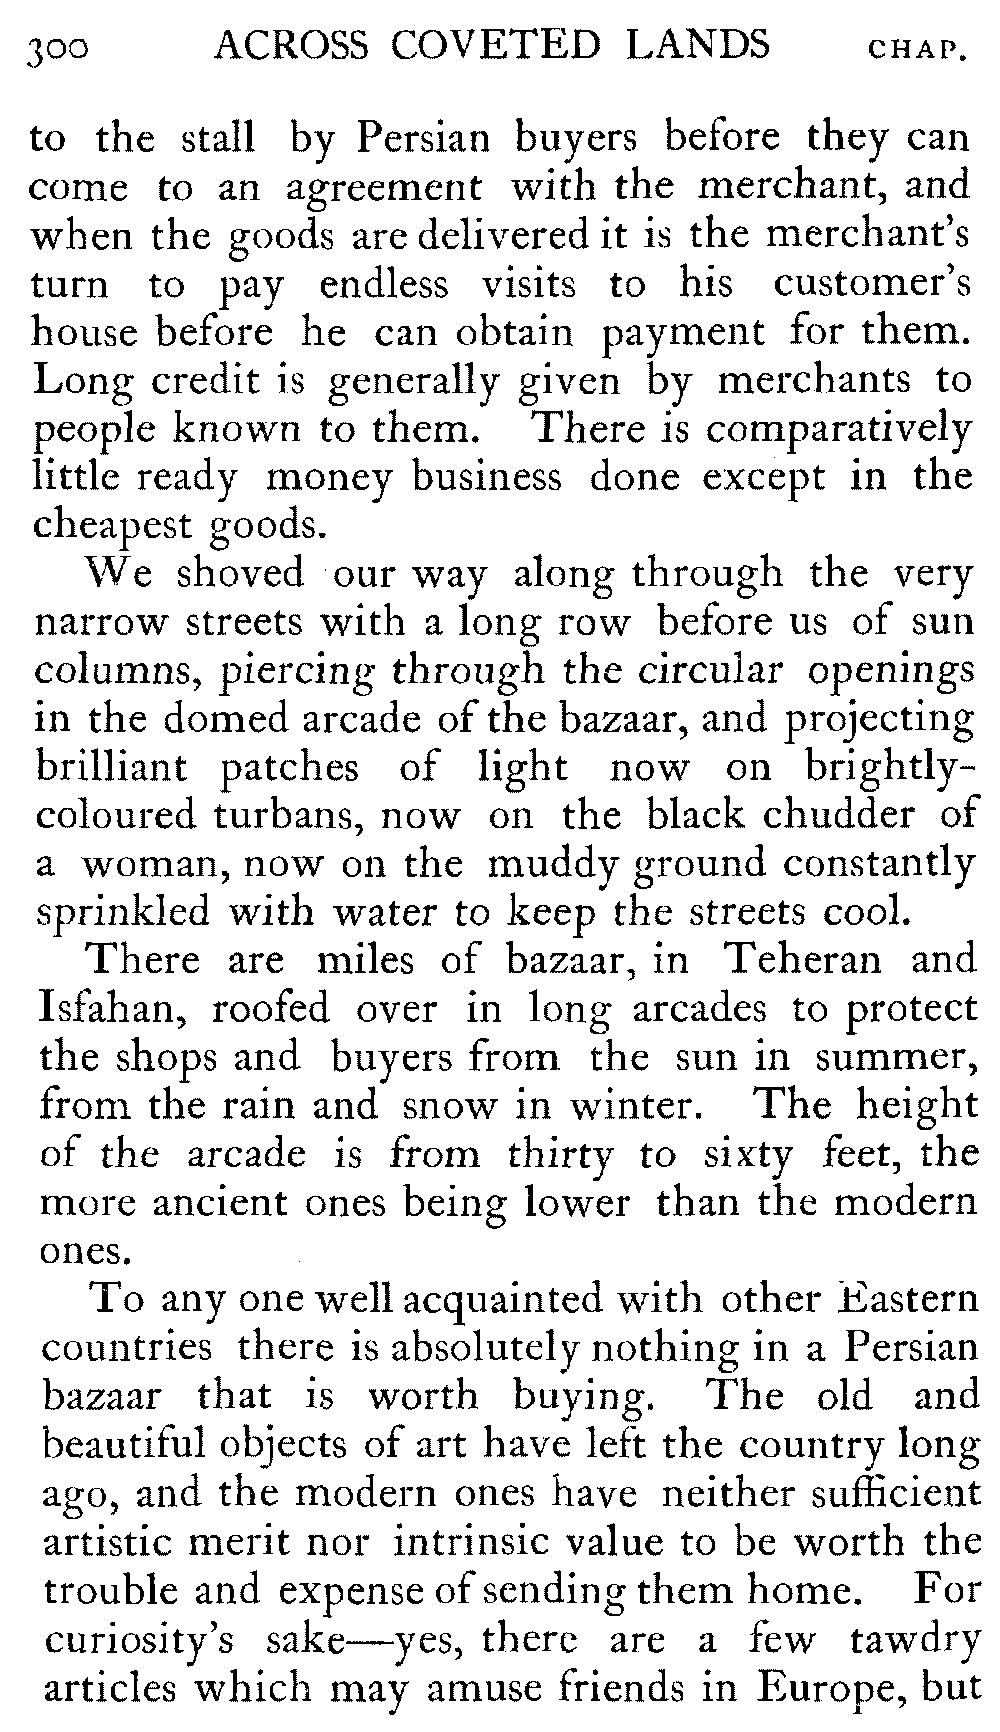 300 ACROSS COVETED LANDS CHAP.
to the stall by Persian buyers before they can
come to an agreement with the merchant, and
when the goods are delivered it is the merchant's
turn to pay endless visits to his customer's
house before he can obtain payment for them.
Long credit is generally given by merchants to
people known to them. There is comparatively
little ready money business done except in the
cheapest goods.
We shoved our way along through the very
narrow streets with a long row before us of sun
columns, piercing through the circular openings
in the domed arcade of the bazaar, and projecting
brilliant patches of light now on brightly-
coloured turbans, now on the black chudder of
a woman, now on the muddy ground constantly
sprinkled with water to keep the streets cool.
There are miles of bazaar, in Teheran and
Isfahan, roofed over in long arcades to protect
the shops and buyers from the sun in summer,
from the rain and snow in winter. The height
of the arcade is from thirty to sixty feet, the
more ancient ones being lower than the modern
ones.
To any one well acquainted with other Eastern
countries there is absolutely nothing in a Persian
bazaar that is worth buying. The old and
beautiful objects of art have left the country long
ago, and the modern ones have neither sufficient
artistic merit nor intrinsic value to be worth the
trouble and expense of sending them home. For
curiosity's sake—yes, there are a few tawdry
articles which may amuse friends in Europe, but